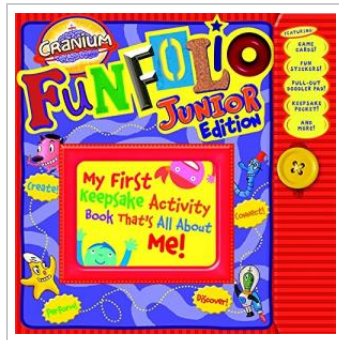 CRANIUM
FUNFOLIO
JUNIOR
Edition
My First
Keepsake Activity
Book That's All About
Me!
Create!
Connect!
Perform!
Discover!
FEATURING
GAME
CARDS!
FUN
STICKERS!
PULL-OUT
DOODLER PAD!
KEEPSAKE
POCKET!
AND
MORE!